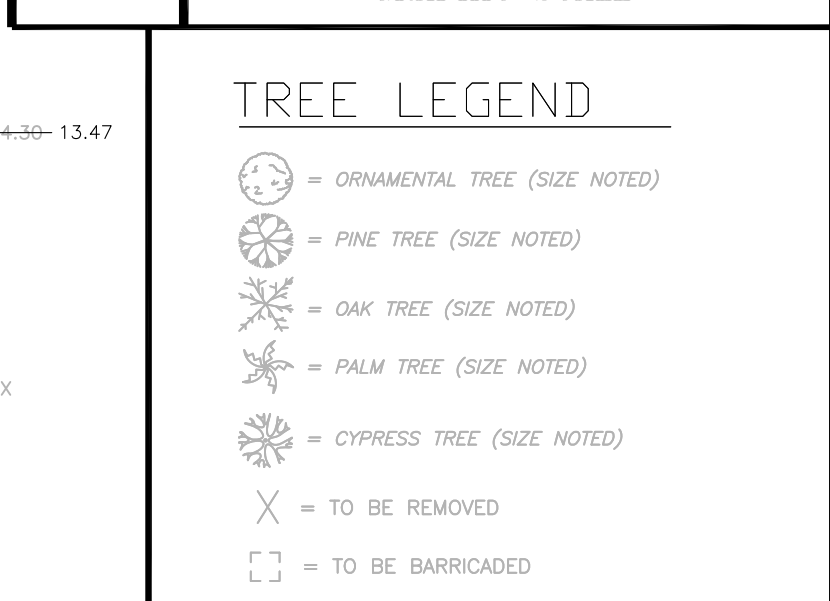 TREE LEGEND
4.30 13.47
= ORNAMENTAL TREE (SIZE NOTED)
= PINE TREE (SIZE NOTED)
= OAK TREE (SIZE NOTED)
= PALM TREE (SIZE NOTED)
X
= CYPRESS TREE (SIZE NOTED)
X = TO BE REMOVED
= TO BE BARRICADED